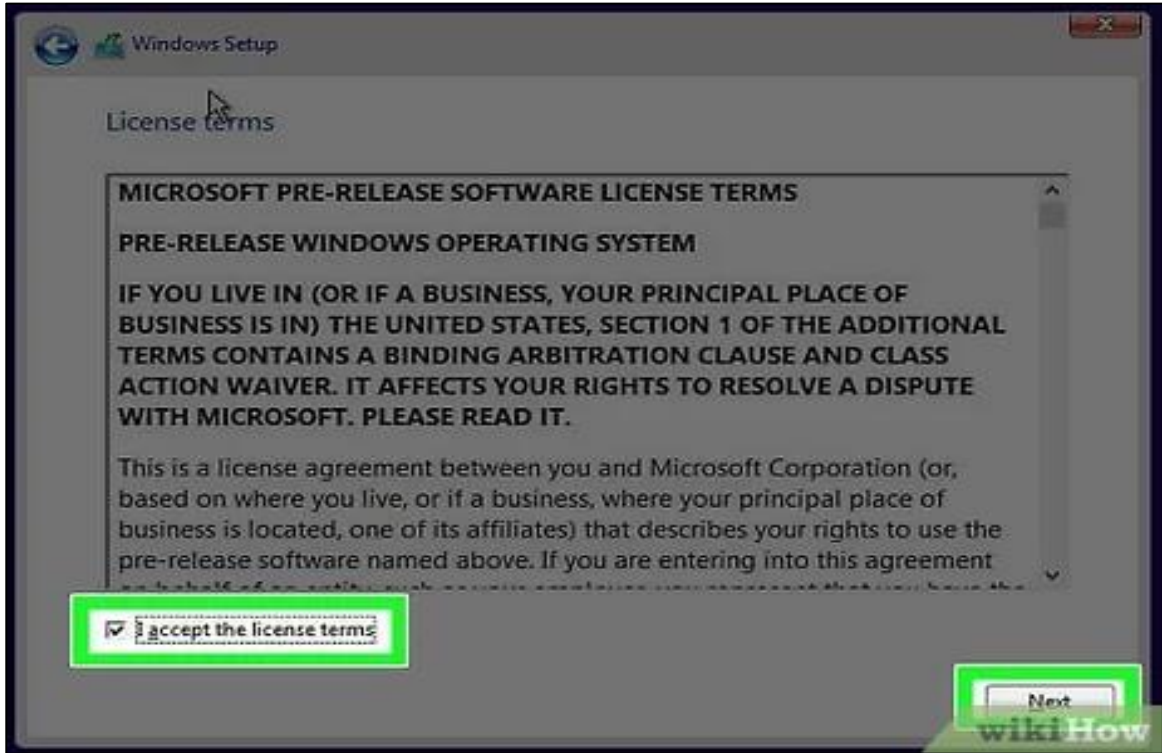 Windows Setup
License terms
MICROSOFT PRE-RELEASE SOFTWARE LICENSE TERMS
PRE-RELEASE WINDOWS OPERATING SYSTEM
IF YOU LIVE IN (OR IF A BUSINESS, YOUR PRINCIPAL PLACE OF
BUSINESS IS IN) THE UNITED STATES, SECTION 1 OF THE ADDITIONAL
TERMS CONTAINS A BINDING ARBITRATION CLAUSE AND CLASS
ACTION WAIVER. IT AFFECTS YOUR RIGHTS TO RESOLVE A DISPUTE
WITH MICROSOFT. PLEASE READ IT.
This is a license agreement between you and Microsoft Corporation (or,
based on where you live, or if a business, where your principal place of
business is located, one of its affiliates) that describes your rights to use the
pre-release software named above. If you are entering into this agreement
I accept the license terms
Next
wikiHow